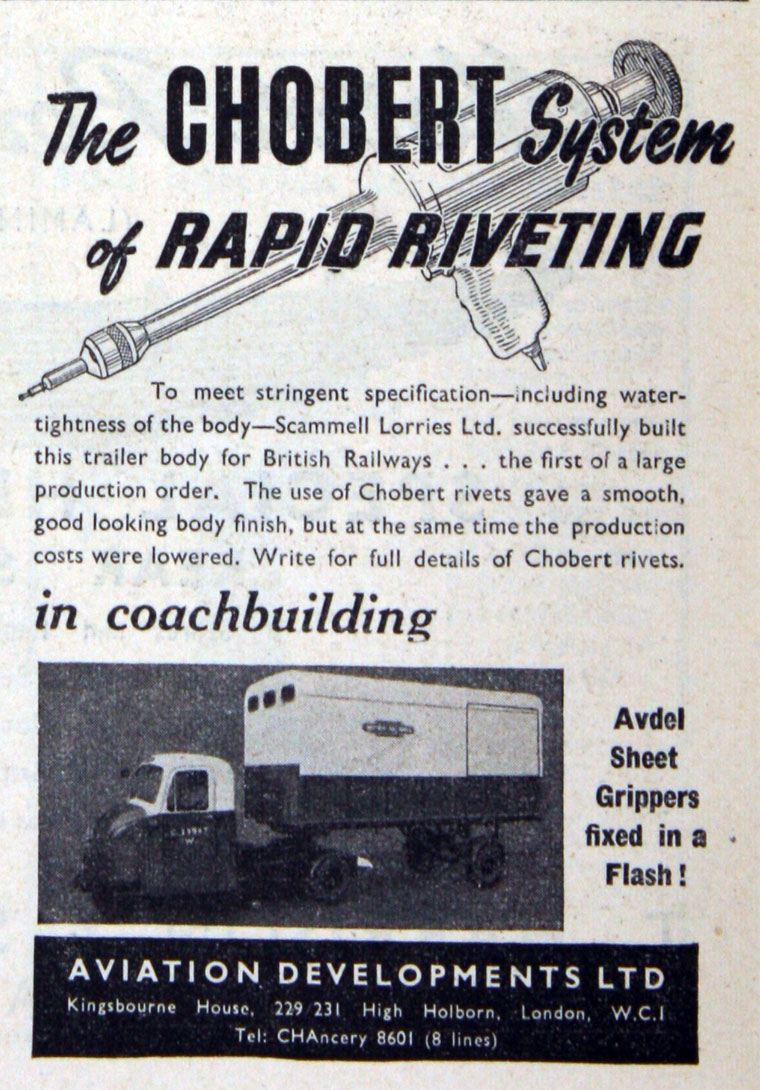 The CHOBERT System
of RAPID RIVETING
To meet stringent specification—including water-
tightness of the body—Scammell Lorries Ltd. successfully built
this trailer body for British Railways . . . the first of a large
production order. The use of Chobert rivets gave a smooth,
good looking body finish, but at the same time the production
costs were lowered. Write for full details of Chobert rivets.
in coachbuilding
Avdel
Sheet
Grippers
fixed in a
Flash !
AVIATION DEVELOPMENTS LTD
Kingsbourne House, 229/231 High Holborn, London, W.C.1
Tel: CHAncery 8601 (8 lines)